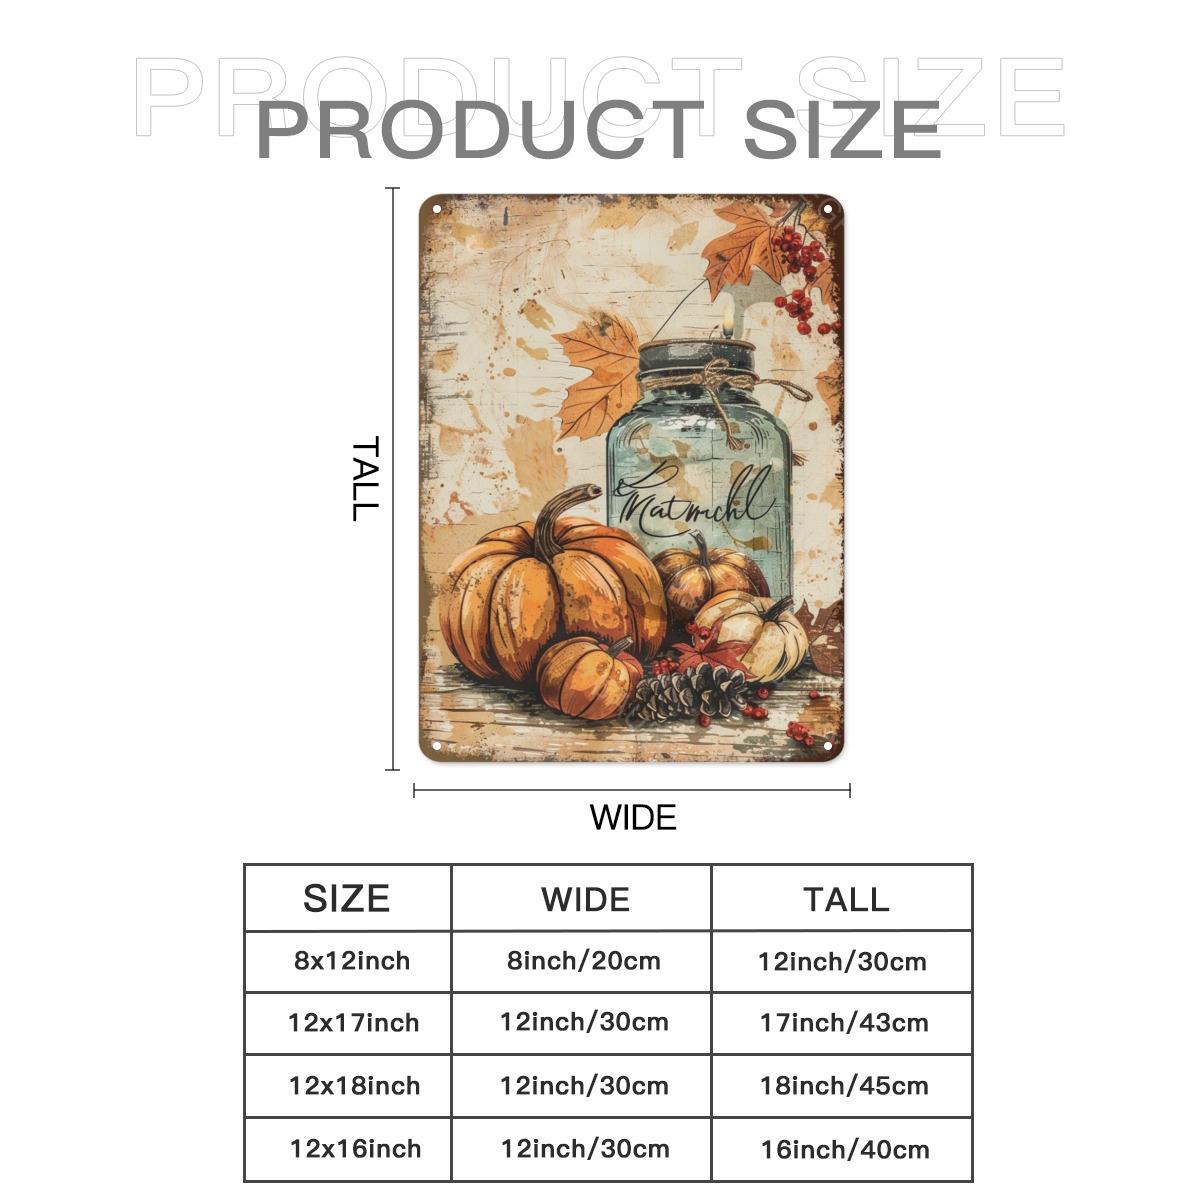 PRODUCT SIZE
PRODUCT SIZE
TALL
WIDE
SIZE WIDE TALL
8x12inch 8inch/20cm 12inch/30cm
12x17inch 12inch/30cm 17inch/43cm
12x18inch 12inch/30cm 18inch/45cm
12x16inch 12inch/30cm 16inch/40cm